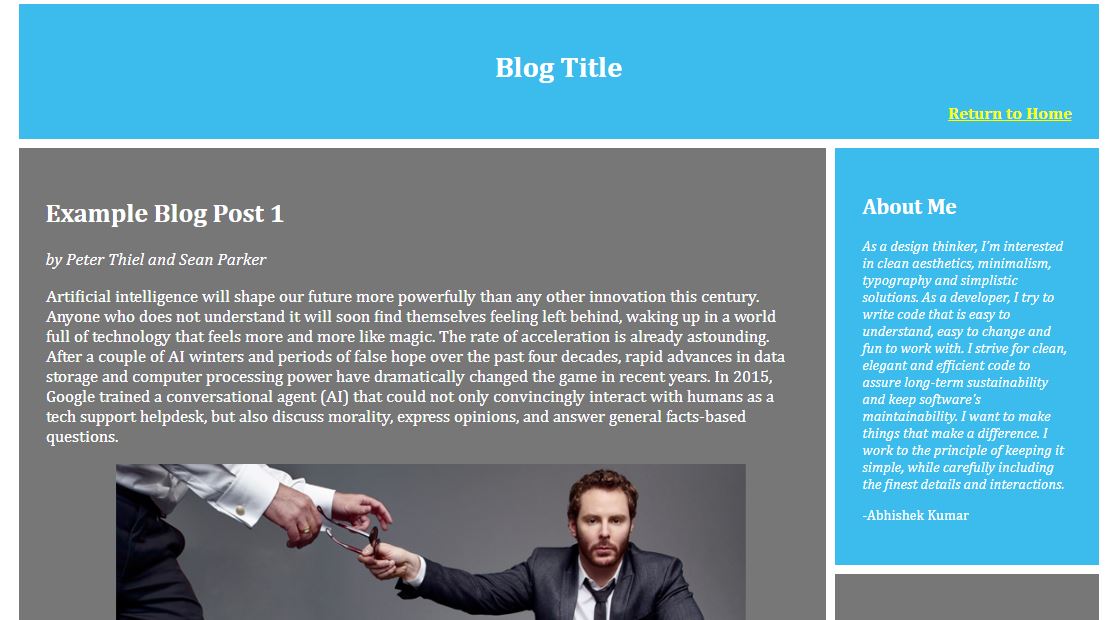 Blog Title
Return to Home
Example Blog Post 1
by Peter Thiel and Sean Parker
Artificial intelligence will shape our future more powerfully than any other innovation this century.
Anyone who does not understand it will soon find themselves feeling left behind, waking up in a world
full of technology that feels more and more like magic. The rate of acceleration is already astounding.
After a couple of AI winters and periods of false hope over the past four decades, rapid advances in data
storage and computer processing power have dramatically changed the game in recent years. In 2015,
Google trained a conversational agent (AI) that could not only convincingly interact with humans as a
tech support helpdesk, but also discuss morality, express opinions, and answer general facts-based
questions.
About Me
As a design thinker, I'm interested
in clean aesthetics, minimalism,
typography and simplistic
solutions. As a developer, I try to
write code that is easy to
understand, easy to change and
fun to work with. I strive for clean,
elegant and efficient code to
assure long-term sustainability
and keep software's
maintainability. I want to make
things that make a difference. I
work to the principle of keeping it
simple, while carefully including
the finest details and interactions.
-Abhishek Kumar